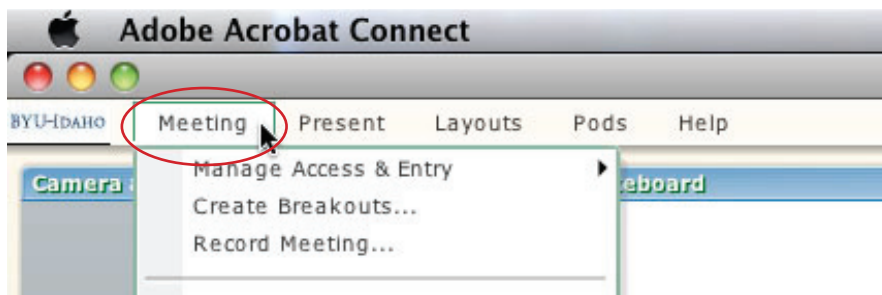 Adobe Acrobat Connect
BYU-IDAHO Meeting Present Layouts Pods Help
Manage Access & Entry
Camera eboard
Create Breakouts...
Record Meeting...